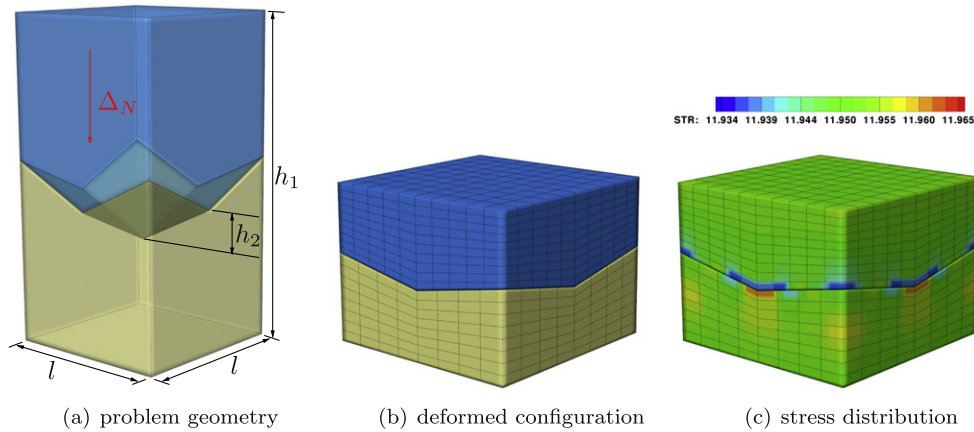 Δ_N
h_1
h_2
l
l
STR: 11.934 11.939 11.944 11.950 11.955 11.960 11.965
(a) problem geometry
(b) deformed configuration
(c) stress distribution